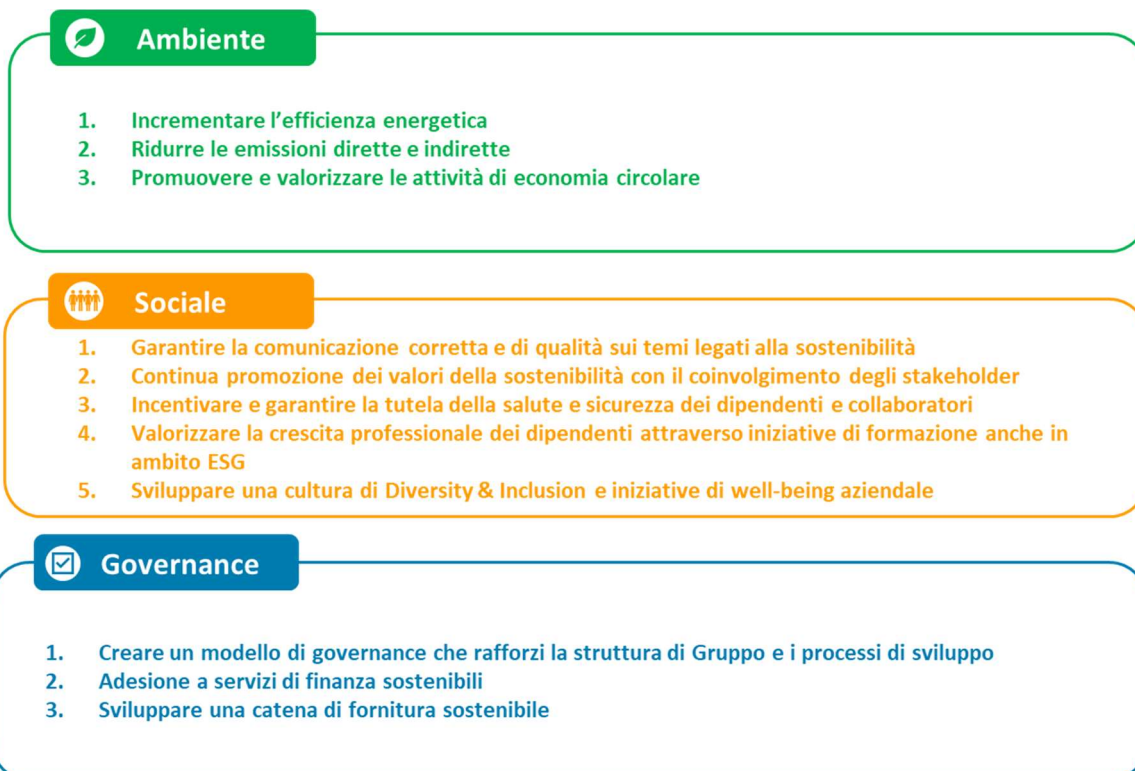 Ambiente
1. Incrementare l'efficienza energetica
2. Ridurre le emissioni dirette e indirette
3. Promuovere e valorizzare le attività di economia circolare
Sociale
1. Garantire la comunicazione corretta e di qualità sui temi legati alla sostenibilità
2. Continua promozione dei valori della sostenibilità con il coinvolgimento degli stakeholder
3. Incentivare e garantire la tutela della salute e sicurezza dei dipendenti e collaboratori
4. Valorizzare la crescita professionale dei dipendenti attraverso iniziative di formazione anche in
ambito ESG
5. Sviluppare una cultura di Diversity & Inclusion e iniziative di well-being aziendale
Governance
1. Creare un modello di governance che rafforzi la struttura di Gruppo e i processi di sviluppo
2. Adesione a servizi di finanza sostenibili
3. Sviluppare una catena di fornitura sostenibile